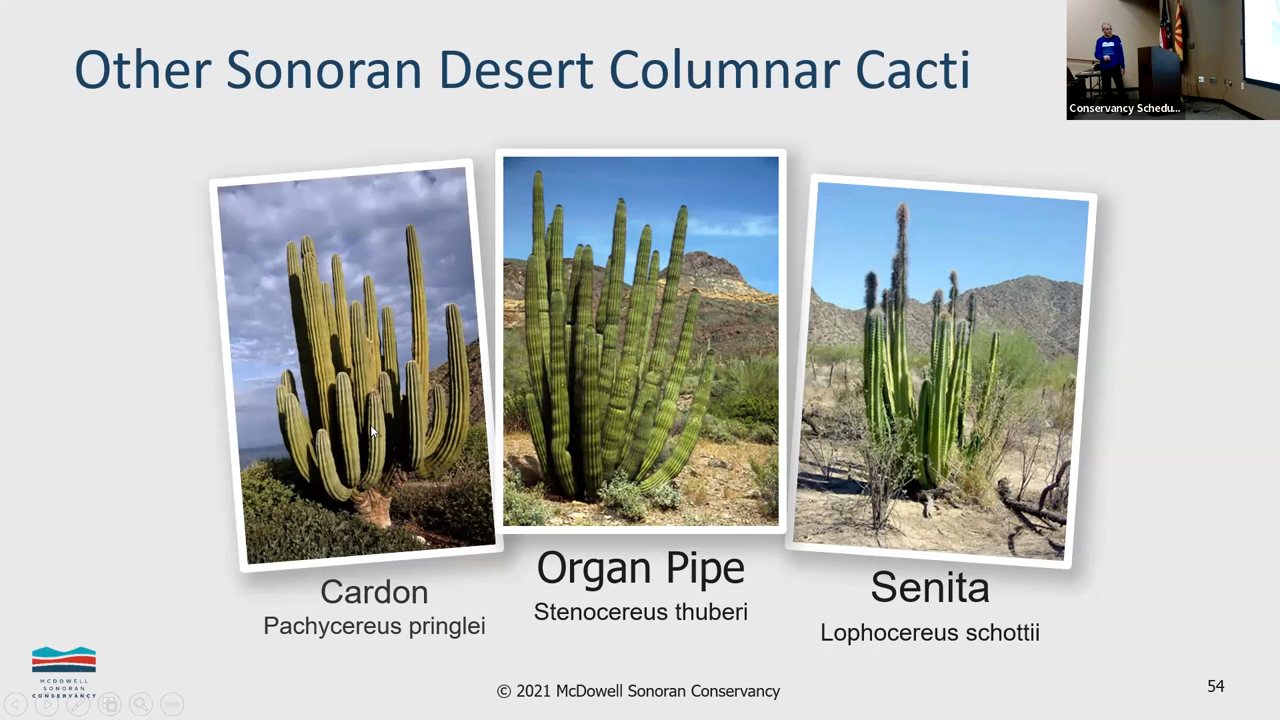 Other Sonoran Desert Columnar Cacti
Conservancy Schedu...
Cardon
Pachycereus pringlei
Organ Pipe
Stenocereus thuberi
Senita
Lophocereus schottii
MCDOWELL
SONORAN
CONSERVANCY
© 2021 McDowell Sonoran Conservancy
54